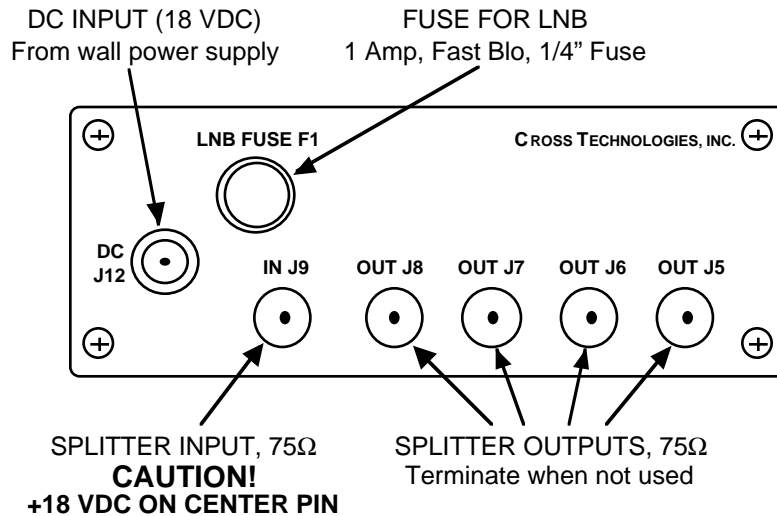 DC INPUT (18 VDC)
From wall power supply
FUSE FOR LNB
1 Amp, Fast Blo, 1/4” Fuse
LNB FUSE F1
CROSS TECHNOLOGIES, INC.
DC
J12
IN J9
OUT J8
OUT J7
OUT J6
OUT J5
SPLITTER INPUT, 75Ω
CAUTION!
+18 VDC ON CENTER PIN
SPLITTER OUTPUTS, 75Ω
Terminate when not used